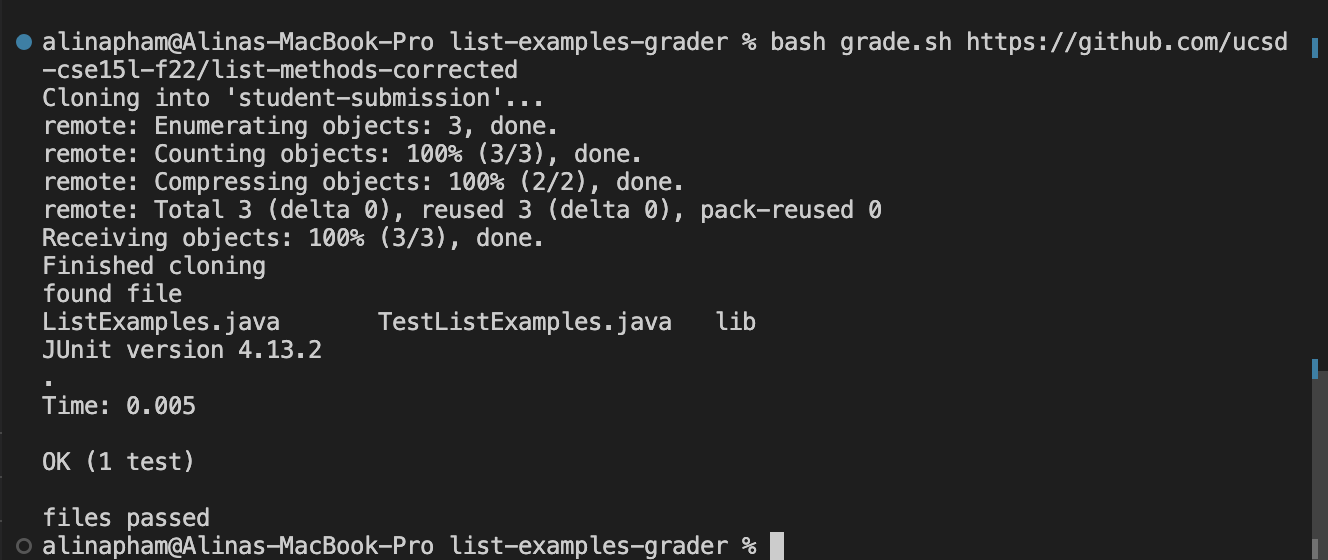 alinapham@Alinas-MacBook-Pro list-examples-grader % bash grade.sh https://github.com/ucsd
-cse15l-f22/list-methods-corrected
Cloning into 'student-submission'...
remote: Enumerating objects: 3, done.
remote: Counting objects: 100% (3/3), done.
remote: Compressing objects: 100% (2/2), done.
remote: Total 3 (delta 0), reused 3 (delta 0), pack-reused 0
Receiving objects: 100% (3/3), done.
Finished cloning
found file
ListExamples.java       TestListExamples.java   lib
JUnit version 4.13.2
.
Time: 0.005
OK (1 test)
files passed
alinapham@Alinas-MacBook-Pro list-examples-grader %